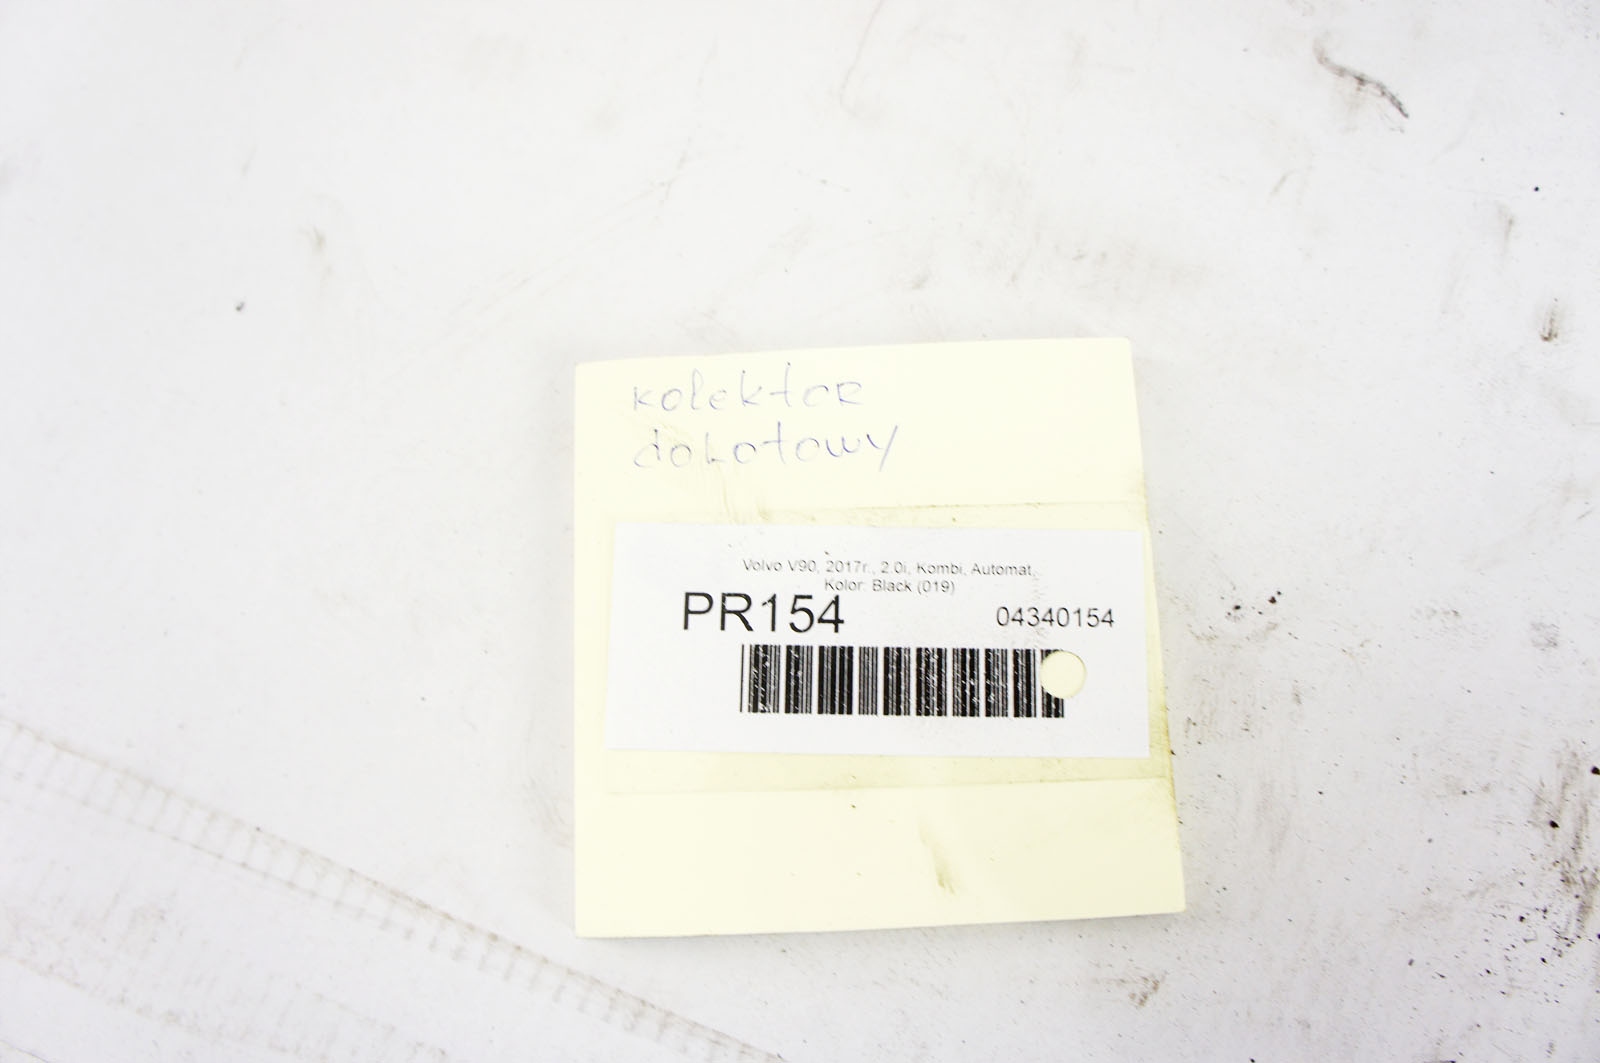 kolektor
dolotowy
Volvo V90, 2017r., 2.0i, Kombi, Automat,
Kolor: Black (019)
PR154 04340154